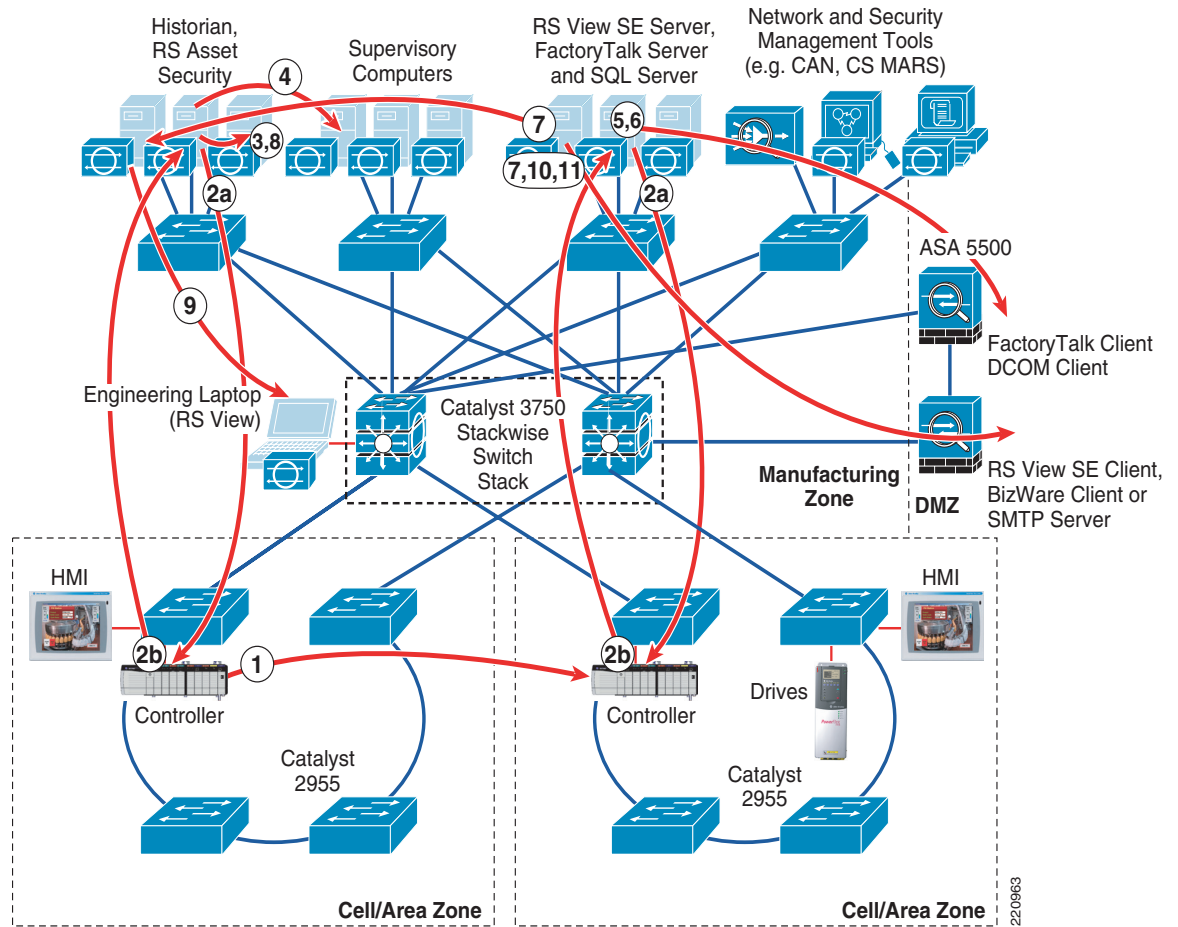 Historian,
RS Asset
Security
Supervisory
Computers
RS View SE Server,
FactoryTalk Server
and SQL Server
Network and Security
Management Tools
(e.g. CAN, CS MARS)
4
3,8
2a
7
5,6
7,10,11
2a
9
ASA 5500
FactoryTalk Client
DCOM Client
Engineering Laptop
(RS View)
Catalyst 3750
Stackwise
Switch
Stack
Manufacturing
Zone
DMZ
RS View SE Client,
BizWare Client or
SMTP Server
HMI
2b
1
Controller
Catalyst
2955
Cell/Area Zone
HMI
2b
Controller
Drives
Catalyst
2955
Cell/Area Zone
220963